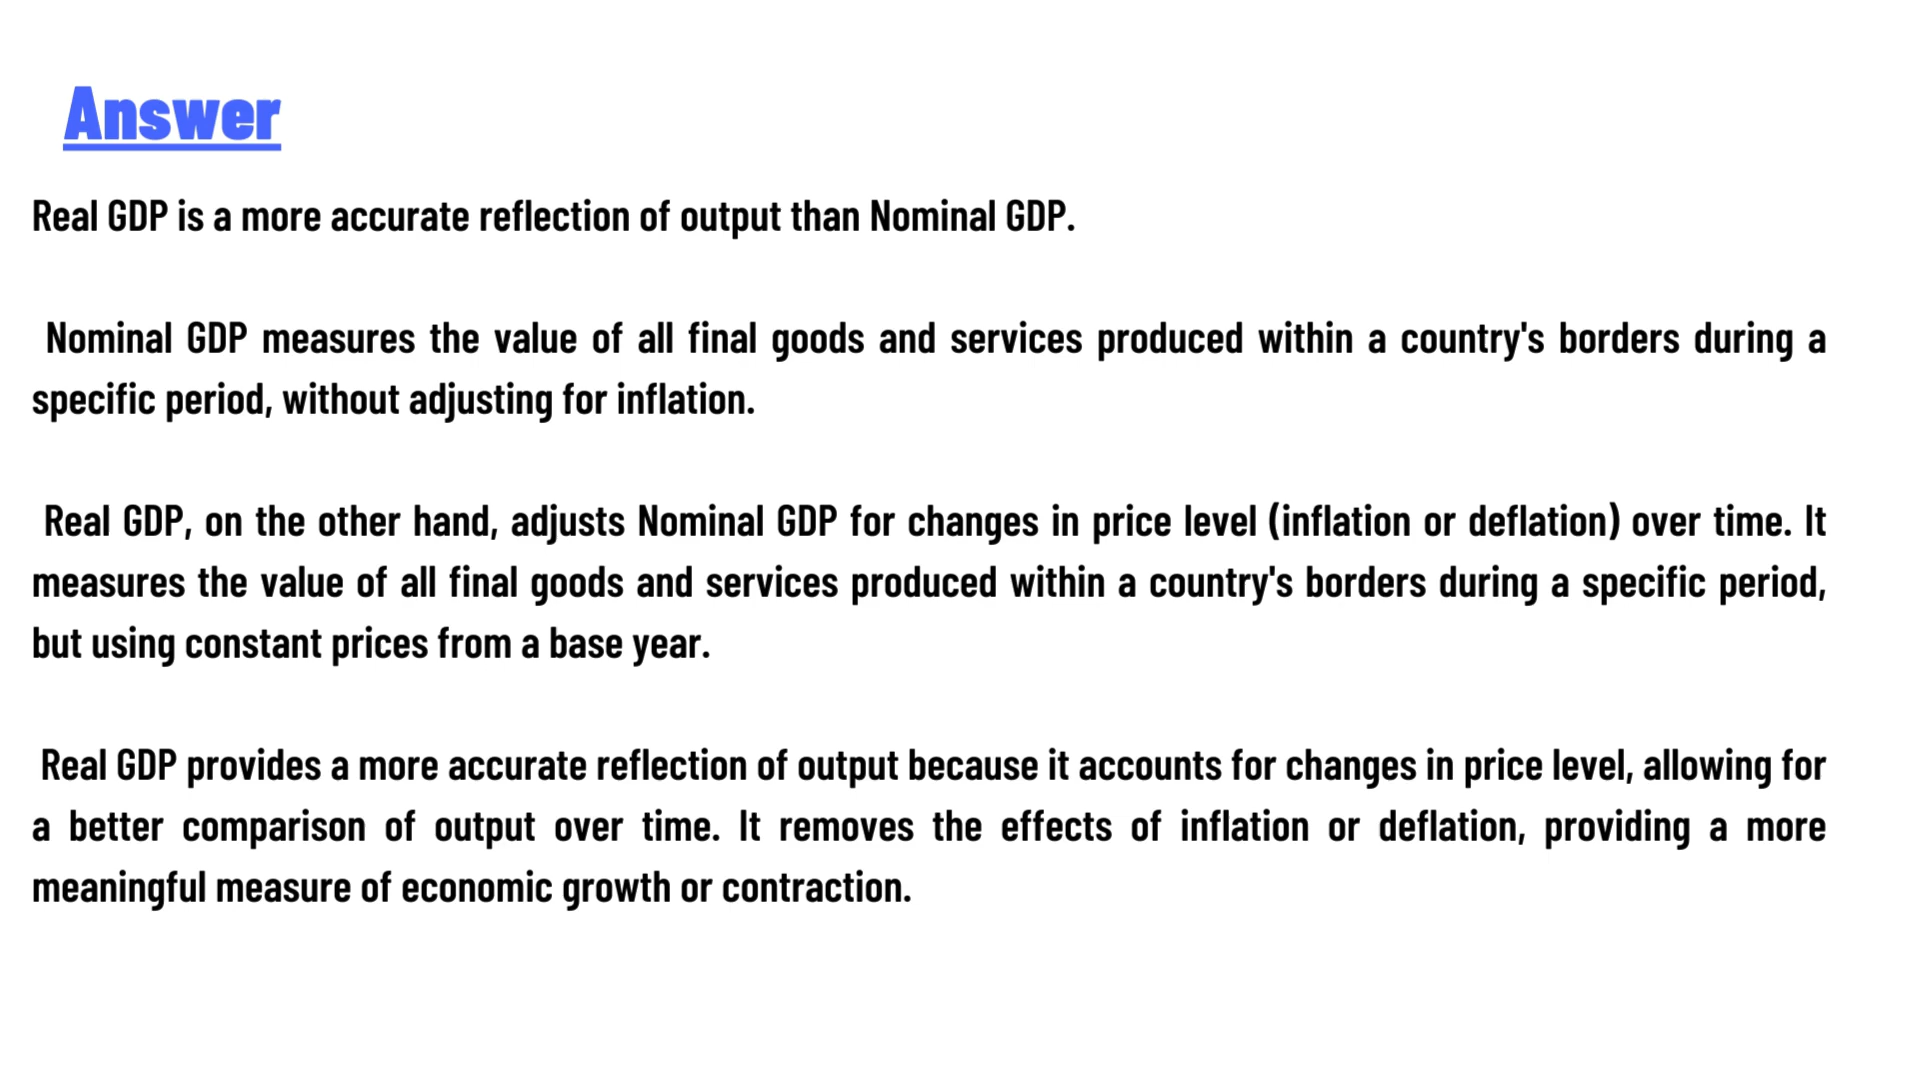 Answer
Real GDP is a more accurate reflection of output than Nominal GDP.
Nominal GDP measures the value of all final goods and services produced within a country's borders during a
specific period, without adjusting for inflation.
Real GDP, on the other hand, adjusts Nominal GDP for changes in price level (inflation or deflation) over time. It
measures the value of all final goods and services produced within a country's borders during a specific period,
but using constant prices from a base year.
Real GDP provides a more accurate reflection of output because it accounts for changes in price level, allowing for
a better comparison of output over time. It removes the effects of inflation or deflation, providing a more
meaningful measure of economic growth or contraction.